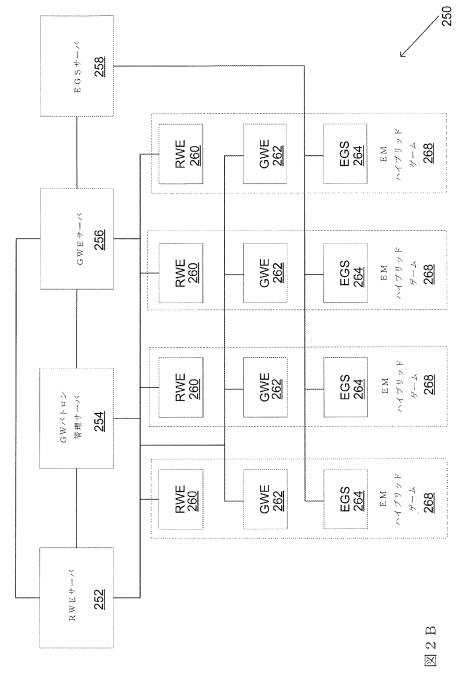 RWEサーバ
252
GWパトロン
管理サーバ
254
GWEサーバ
256
EGSサーバ
258
RWE
260
GWE
262
EGS
264
EM
ハイブリッド
ゲーム
268
RWE
260
GWE
262
EGS
264
EM
ハイブリッド
ゲーム
268
RWE
260
GWE
262
EGS
264
EM
ハイブリッド
ゲーム
268
RWE
260
GWE
262
EGS
264
EM
ハイブリッド
ゲーム
268
図2B
250